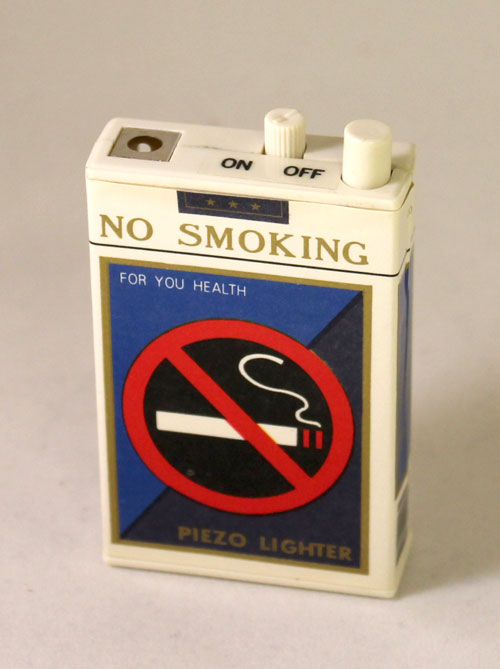 ON OFF
NO SMOKING
FOR YOU HEALTH
PIEZO LIGHTER